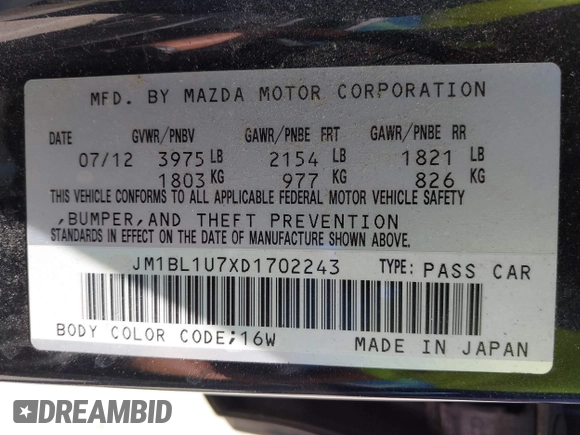 MFD. BY MAZDA MOTOR CORPORATION
DATE GVWR/PNBV GAWR/PNBE FRT GAWR/PNBE RR
07/12 3975 LB 2154 LB 1821 LB
1803 KG 977 KG 826 KG
THIS VEHICLE CONFORMS TO ALL APPLICABLE FEDERAL MOTOR VEHICLE SAFETY
,BUMPER,AND THEFT PREVENTION
STANDARDS IN EFFECT ON THE DATE OF MANUFACTURE SHOWN ABOVE.
JM1BL1U7XD1702243 TYPE: PASS CAR
BODY COLOR CODE;16W MADE IN JAPAN
DREAMBID